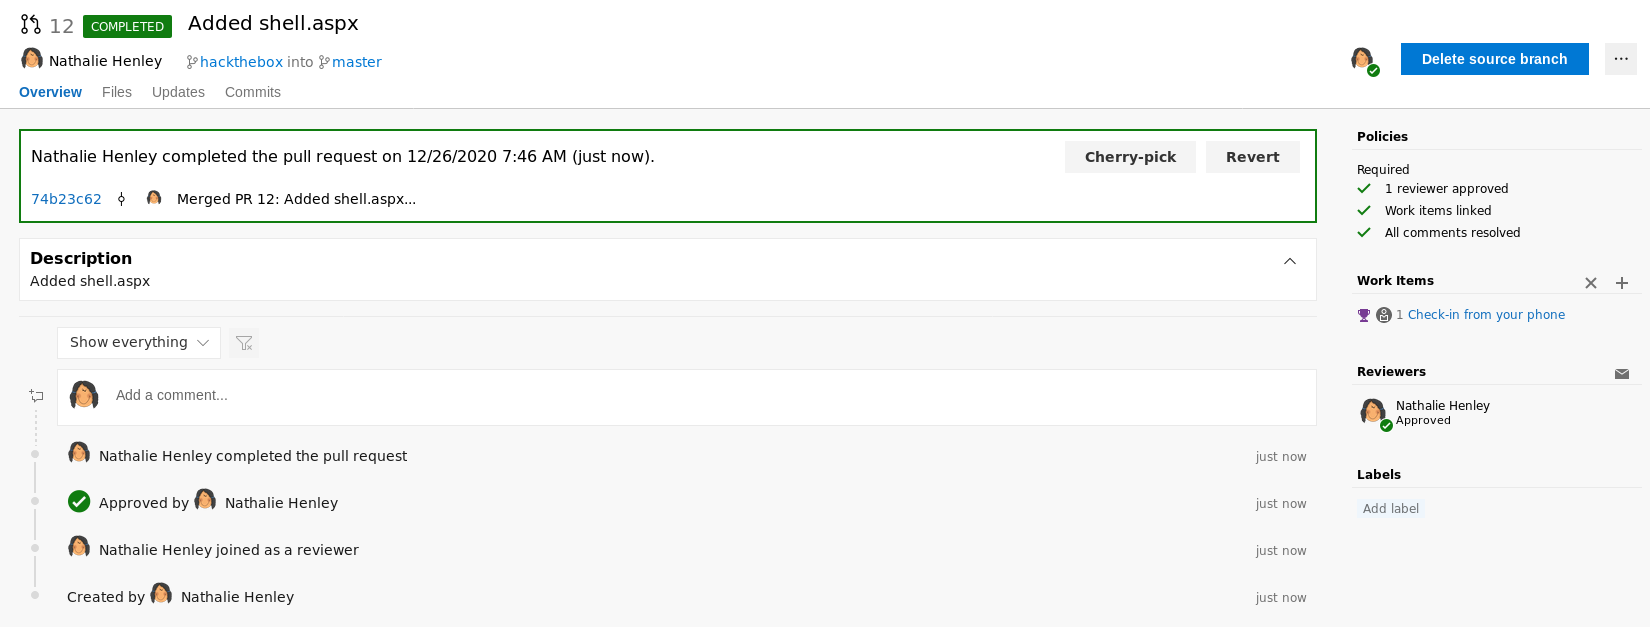 12 COMPLETED Added shell.aspx
Nathalie Henley hackthebox into master
Delete source branch
Overview Files Updates Commits
Nathalie Henley completed the pull request on 12/26/2020 7:46 AM (just now).
Cherry-pick Revert
74b23c62 Merged PR 12: Added shell.aspx...
Description
Added shell.aspx
Show everything
Add a comment...
Nathalie Henley completed the pull request just now
Approved by Nathalie Henley just now
Nathalie Henley joined as a reviewer just now
Created by Nathalie Henley just now
Policies
Required
1 reviewer approved
Work items linked
All comments resolved
Work Items
1 Check-in from your phone
Reviewers
Nathalie Henley
Approved
Labels
Add label